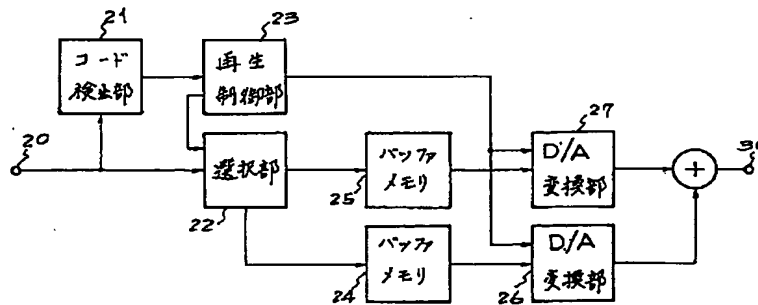 21
コード
検出部
23
再生
制御部
20
選択部
22
バッファ
メモリ
25
27
D/A
変換部
+
30
バッファ
メモリ
24
D/A
変換部
26